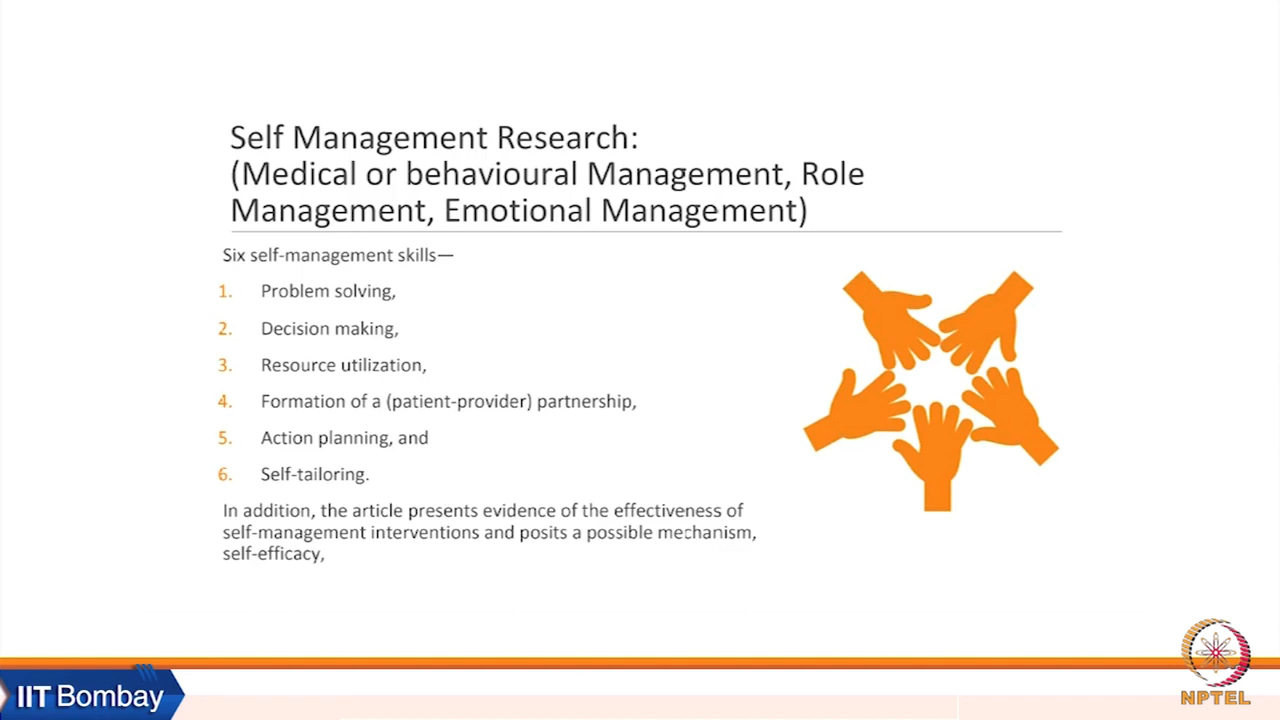 Self Management Research:
(Medical or behavioural Management, Role
Management, Emotional Management)
Six self-management skills—
1. Problem solving,
2. Decision making,
3. Resource utilization,
4. Formation of a (patient-provider) partnership,
5. Action planning, and
6. Self-tailoring.
In addition, the article presents evidence of the effectiveness of
self-management interventions and posits a possible mechanism,
self-efficacy,
IIT Bombay
NPTEL